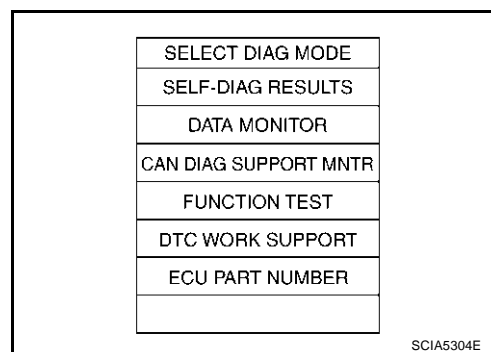 SELECT DIAG MODE
SELF-DIAG RESULTS
DATA MONITOR
CAN DIAG SUPPORT MNTR
FUNCTION TEST
DTC WORK SUPPORT
ECU PART NUMBER
SCIA5304E